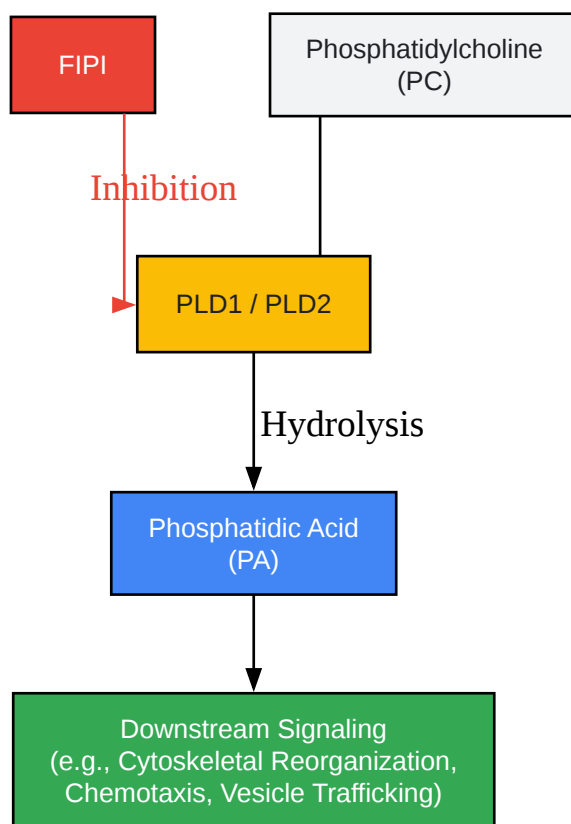 FIPI
Phosphatidylcholine
(PC)
Inhibition
PLD1 / PLD2
Hydrolysis
Phosphatidic Acid
(PA)
Downstream Signaling
(e.g., Cytoskeletal Reorganization,
Chemotaxis, Vesicle Trafficking)